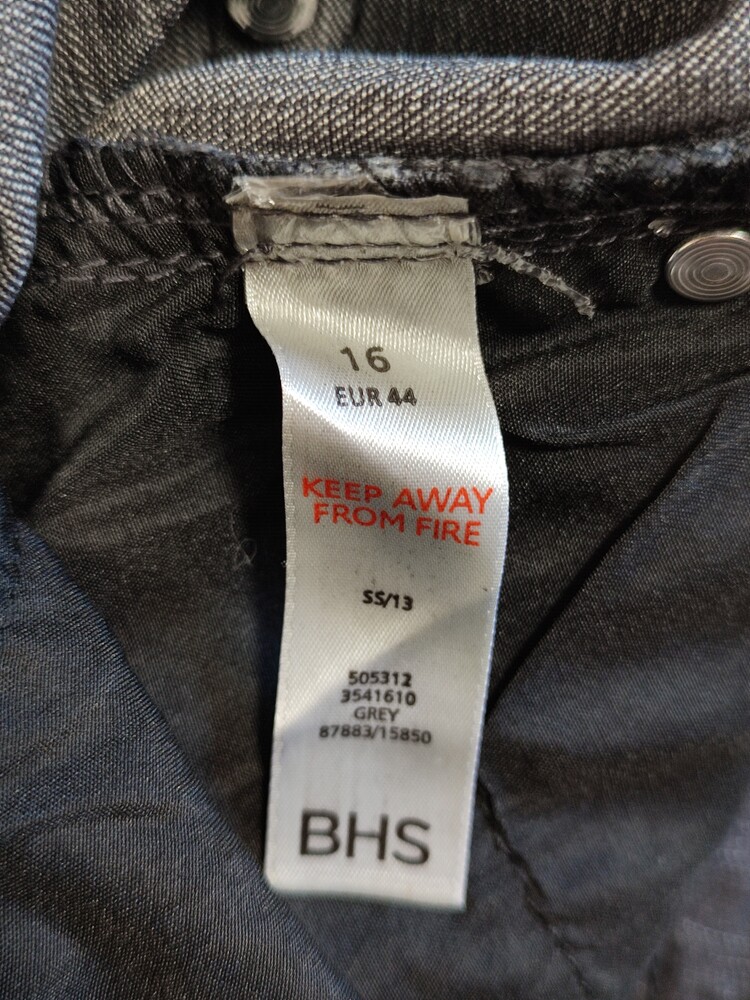 16
EUR 44
KEEP AWAY
FROM FIRE
SS/13
505312
3541610
GREY
87883/15850
BHS